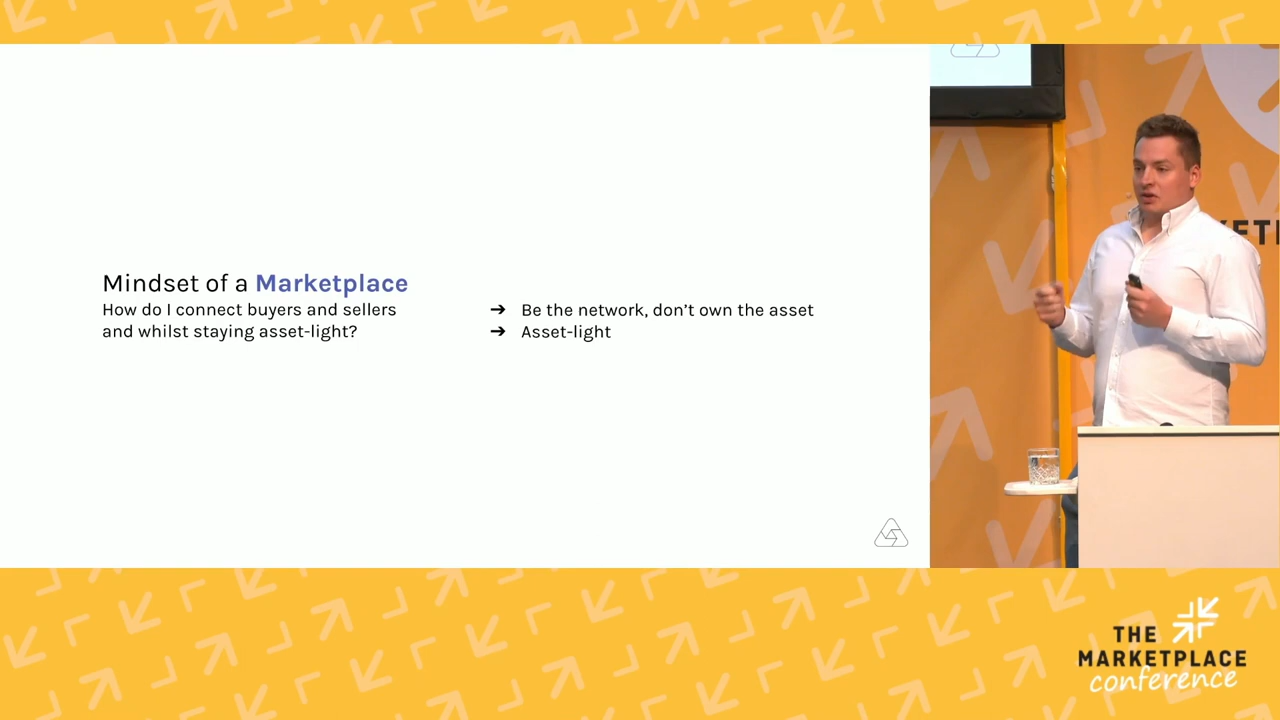 Mindset of a Marketplace
How do I connect buyers and sellers
and whilst staying asset-light?
➔ Be the network, don’t own the asset
➔ Asset-light
KETI
THE
MARKETPLACE
conference